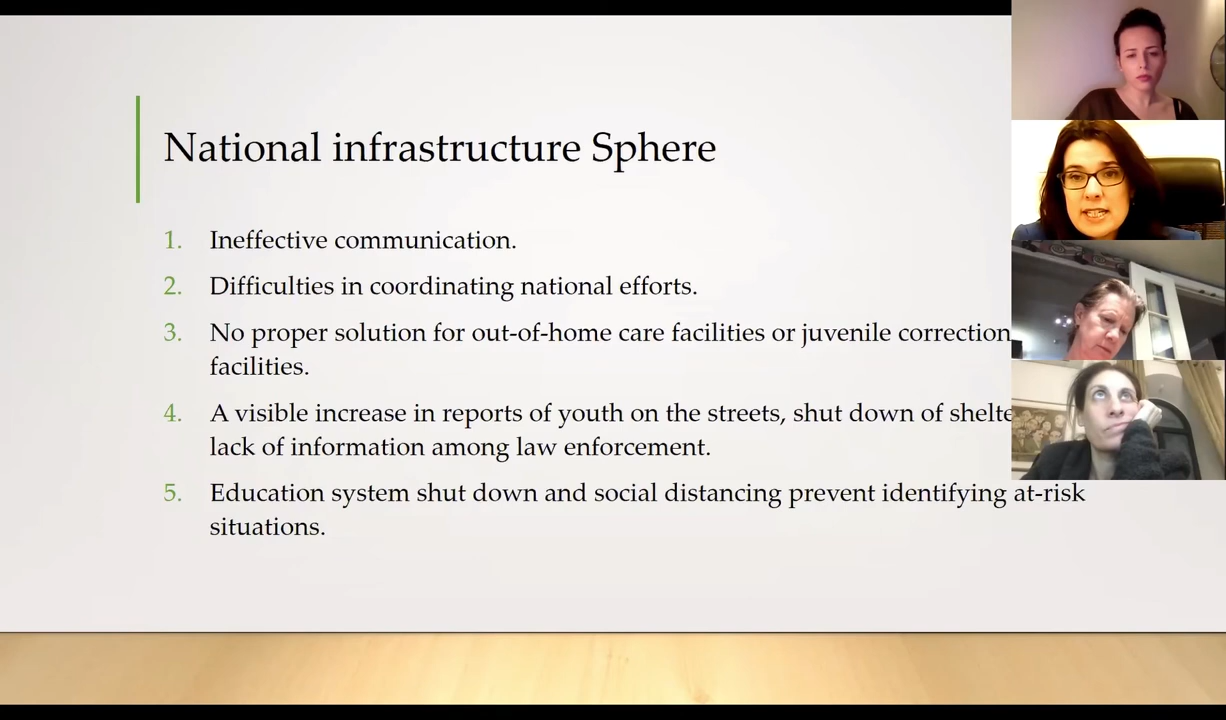 National infrastructure Sphere
1. Ineffective communication.
2. Difficulties in coordinating national efforts.
3. No proper solution for out-of-home care facilities or juvenile correction
facilities.
4. A visible increase in reports of youth on the streets, shut down of
lack of information among law enforcement.
5. Education system shut down and social distancing prevent identifying at-risk
situations.